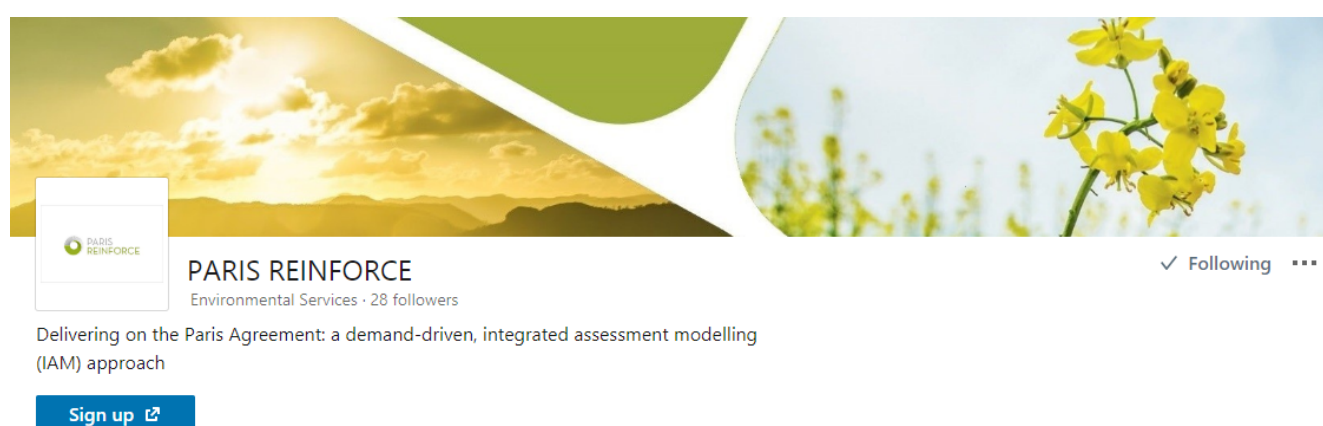 PARIS
REINFORCE
PARIS REINFORCE
Following
Environmental Services · 28 followers
Delivering on the Paris Agreement: a demand-driven, integrated assessment modelling
(IAM) approach
Sign up